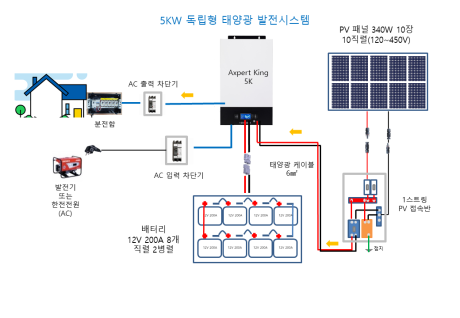 5KW 독립형 태양광 발전시스템
PV 패널 340W 10장
10직렬(120~450V)
Axpert King
5K
AC 출력 차단기
분전함
AC 입력 차단기
발전기
또는
한전전원
(AC)
태양광 케이블
6㎟
1스트링
PV 접속반
접지
배터리
12V 200A 8개
직렬 2병렬
12V 200A
12V 200A
12V 200A
12V 200A
12V 200A
12V 200A
12V 200A
12V 200A